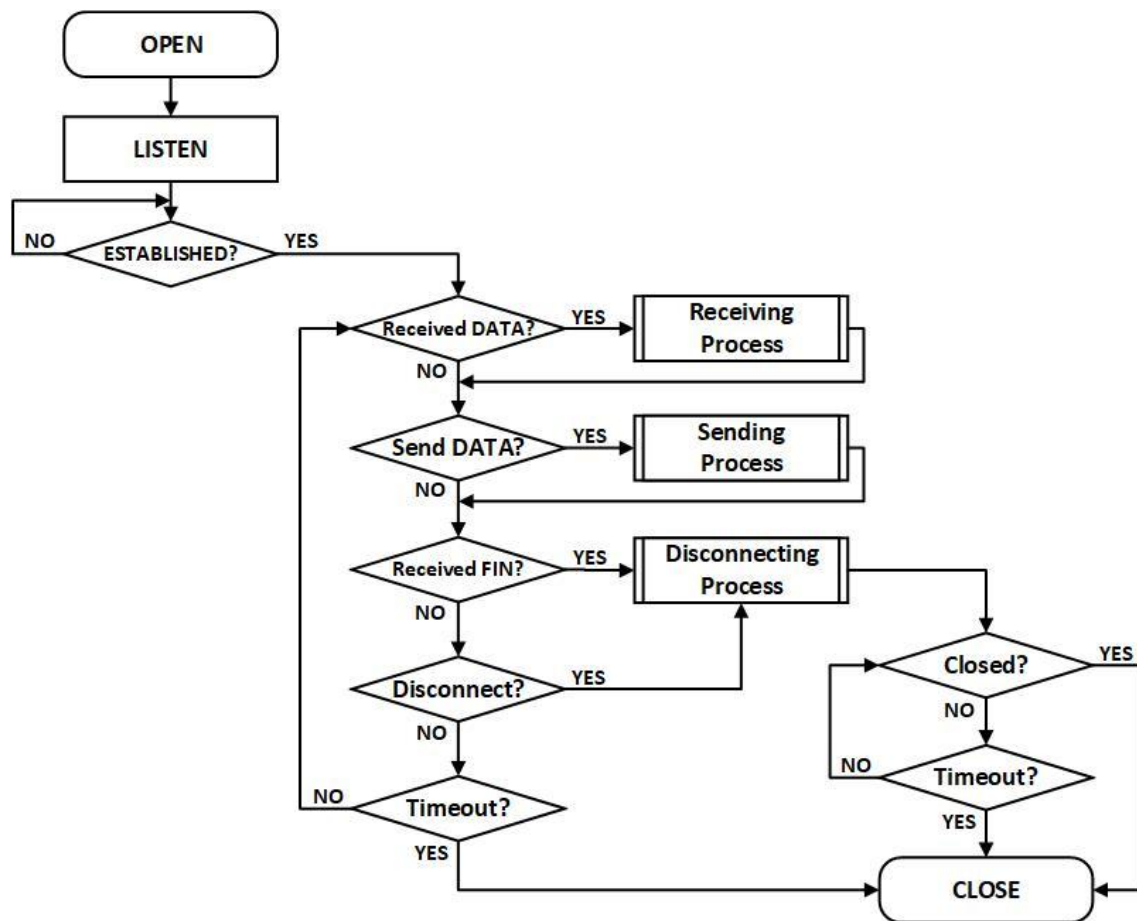 OPEN
LISTEN
NO
ESTABLISHED?
YES
Received DATA?
YES
Receiving
Process
NO
Send DATA?
YES
Sending
Process
NO
Received FIN?
YES
Disconnecting
Process
NO
Closed?
YES
Disconnect?
YES
NO
NO
NO
Timeout?
NO
Timeout?
YES
YES
CLOSE